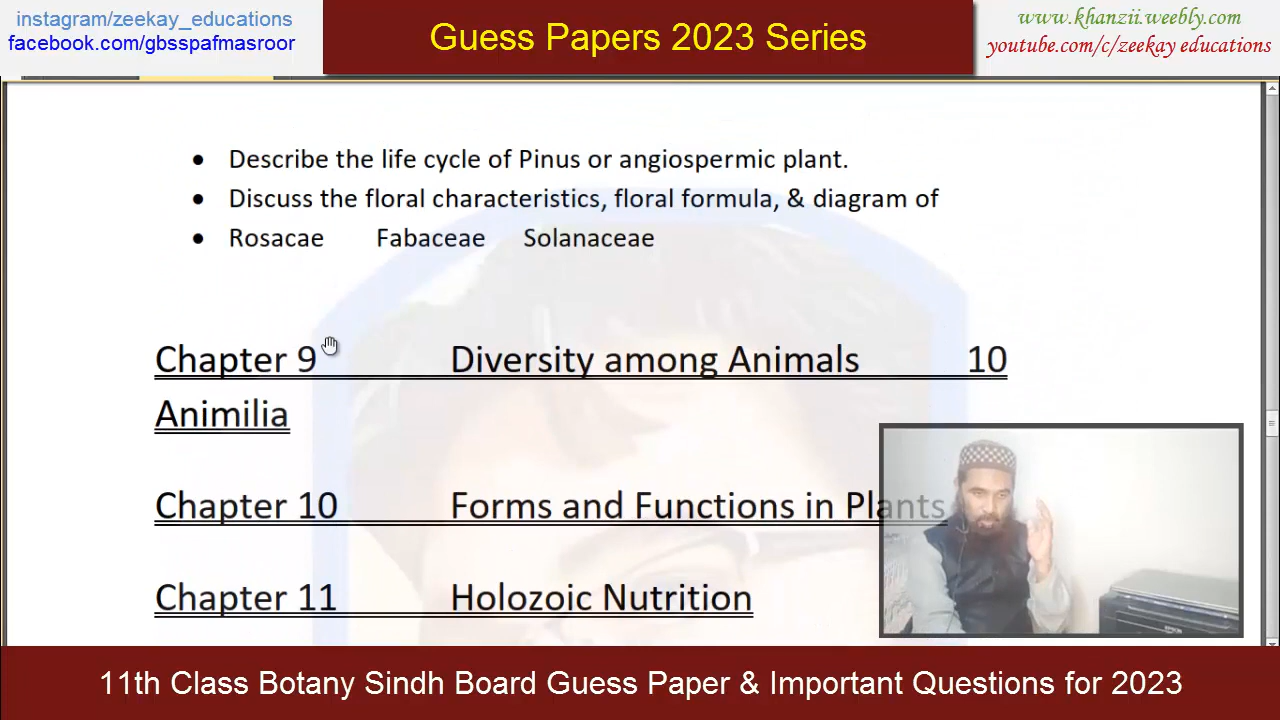 instagram/zeekay_educations
facebook.com/gbsspafmasroor
Guess Papers 2023 Series
www.khanzii.weebly.com
youtube.com/c/zeekay educations
• Describe the life cycle of Pinus or angiospermic plant.
• Discuss the floral characteristics, floral formula, & diagram of
• Rosacae Fabaceae Solanaceae
Chapter 9 Diversity among Animals 10
Animilia
Chapter 10 Forms and Functions in Plants
Chapter 11 Holozoic Nutrition
11th Class Botany Sindh Board Guess Paper & Important Questions for 2023